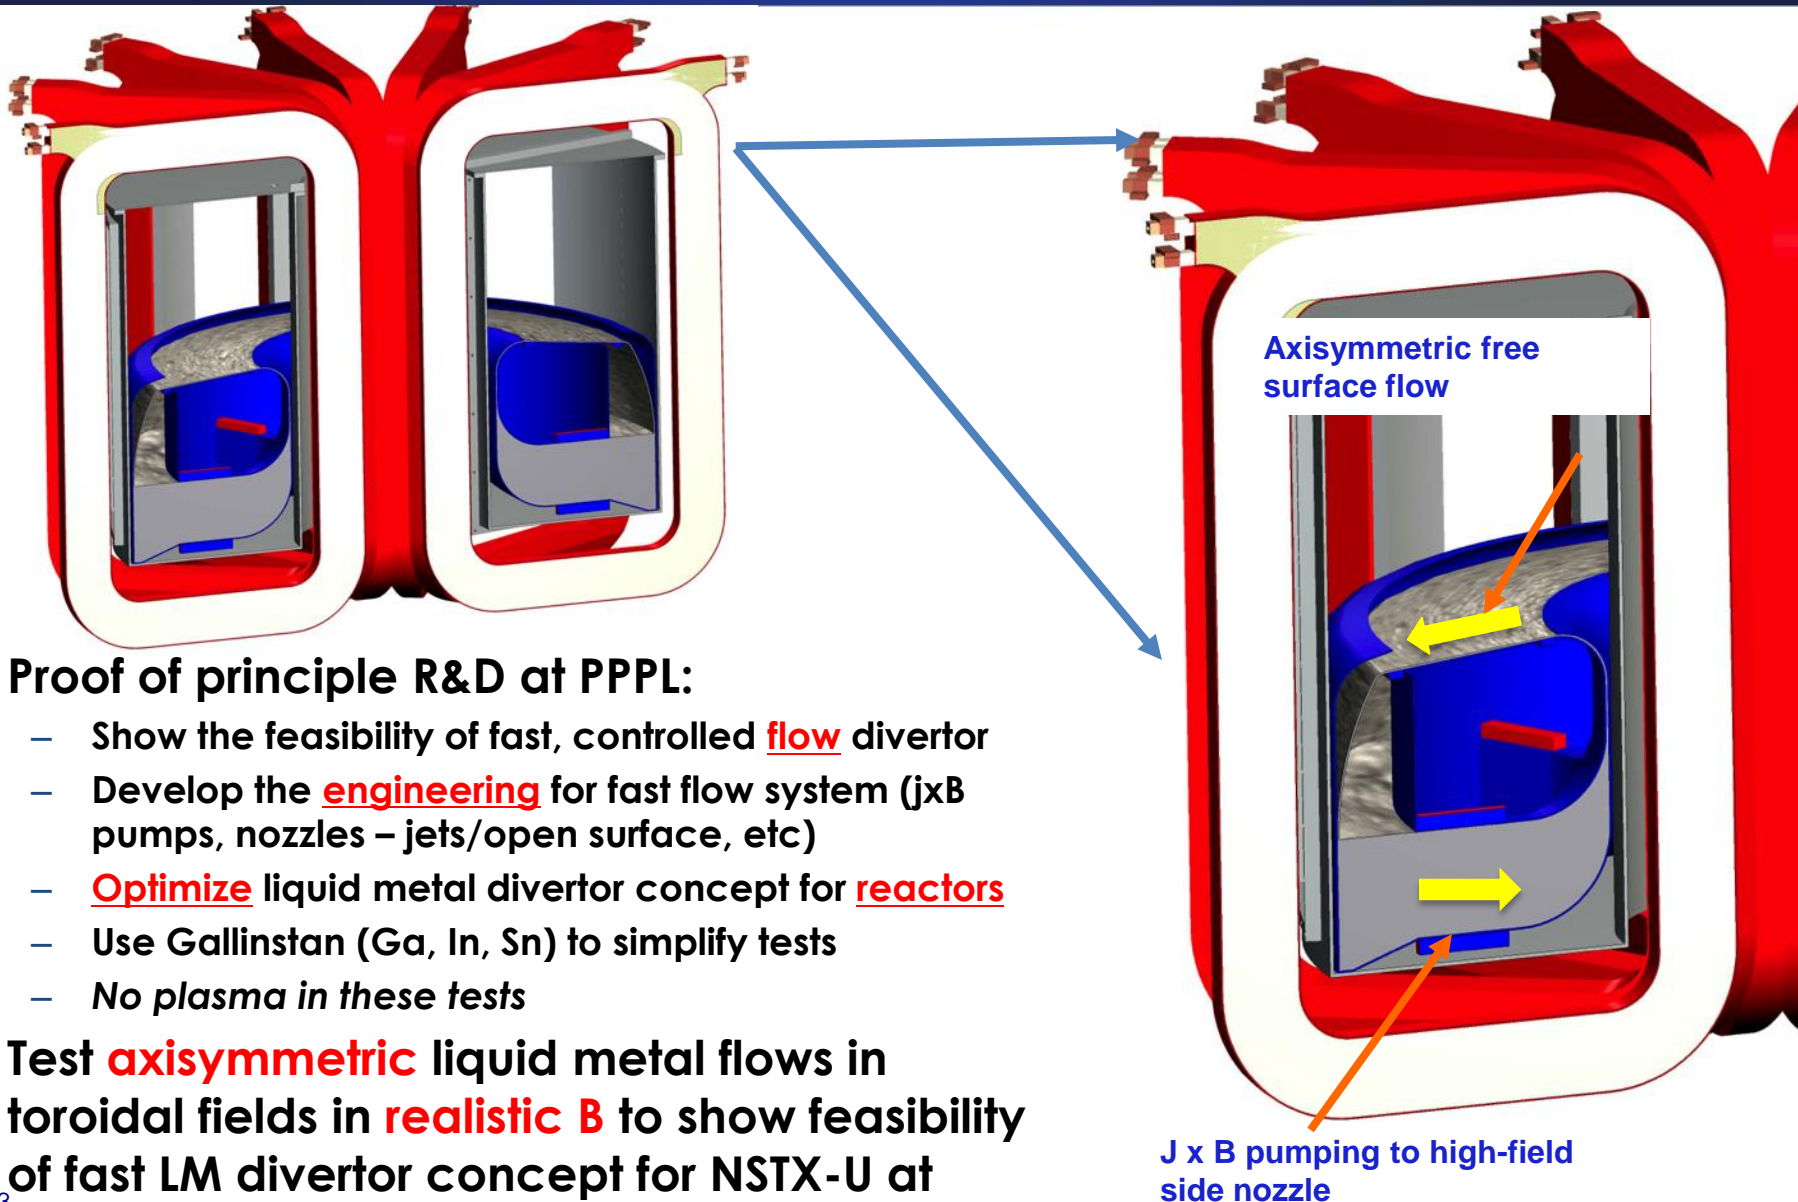 Axisymmetric free
surface flow
Proof of principle R&D at PPPL:
– Show the feasibility of fast, controlled flow divertor
– Develop the engineering for fast flow system (jxB
pumps, nozzles – jets/open surface, etc)
– Optimize liquid metal divertor concept for reactors
– Use Gallinstan (Ga, In, Sn) to simplify tests
– No plasma in these tests
Test axisymmetric liquid metal flows in
toroidal fields in realistic B to show feasibility
of fast LM divertor concept for NSTX-U at
J x B pumping to high-field
side nozzle